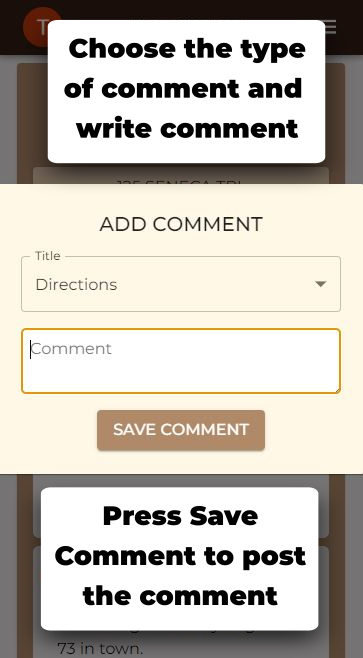 T
Choose the type
of comment and
write comment
125 SENECA TRL
ADD COMMENT
Title
Directions
Comment
SAVE COMMENT
Press Save
Comment to post
the comment
73 in town.